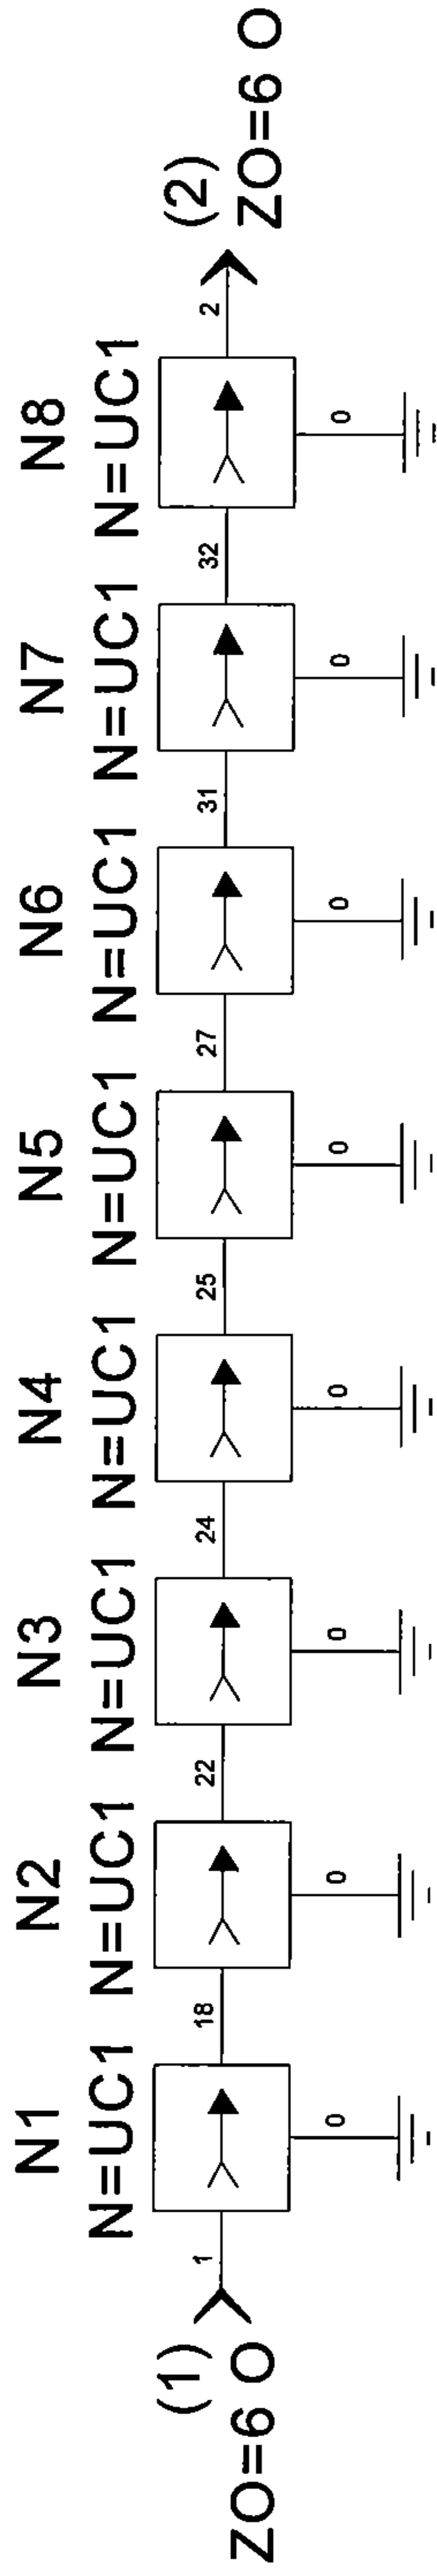 N1 N2 N3 N4 N5 N6 N7 N8
N=UC1 N=UC1 N=UC1 N=UC1 N=UC1 N=UC1 N=UC1 N=UC1
(1) (2)
1 18 22 24 25 27 31 32 2
ZO=6 O ZO=6 O
0 0 0 0 0 0 0 0